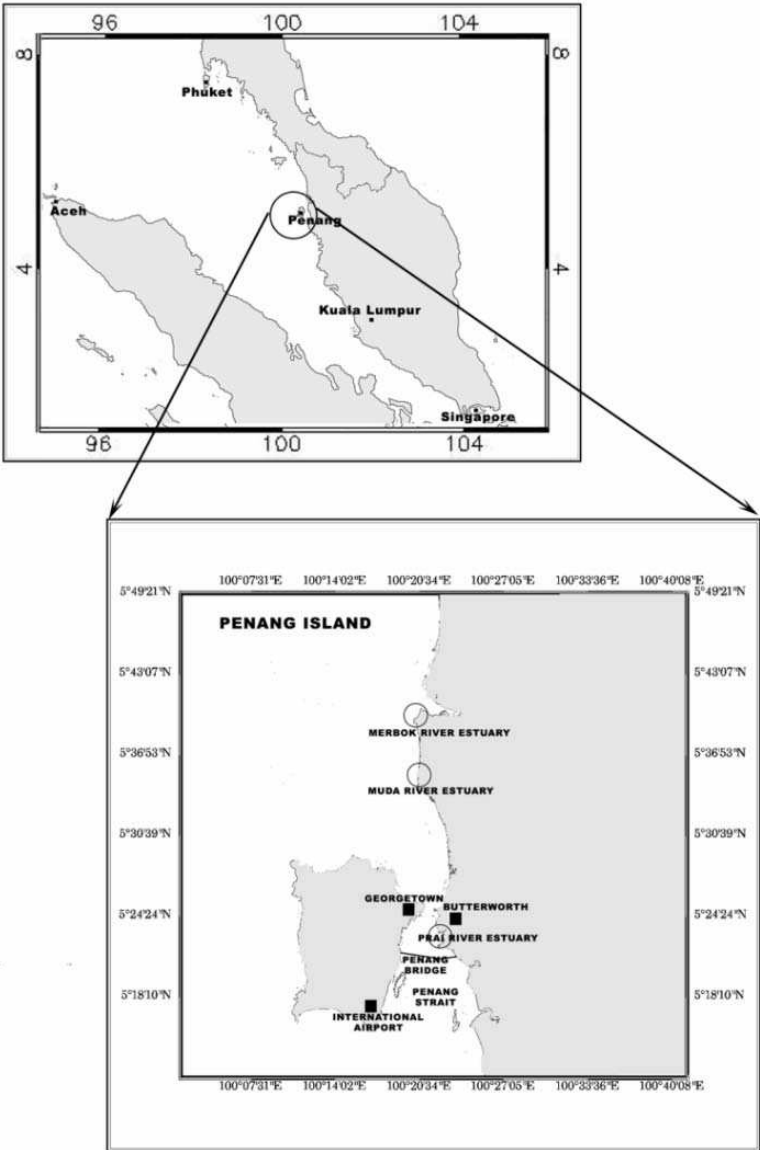 96 100 104
8 8
Phuket
Aceh
Penang
4 4
Kuala Lumpur
Singapore
96 100 104
100°07'31"E 100°14'02"E 100°20'34"E 100°27'05"E 100°33'36"E 100°40'08"E
5°49'21"N 5°49'21"N
PENANG ISLAND
5°43'07"N 5°43'07"N
MERBOK RIVER ESTUARY
5°36'53"N 5°36'53"N
MUDA RIVER ESTUARY
5°30'39"N 5°30'39"N
GEORGETOWN
BUTTERWORTH
5°24'24"N 5°24'24"N
PRAI RIVER ESTUARY
PENANG
BRIDGE
PENANG
STRAIT
5°18'10"N 5°18'10"N
INTERNATIONAL
AIRPORT
100°07'31"E 100°14'02"E 100°20'34"E 100°27'05"E 100°33'36"E 100°40'08"E